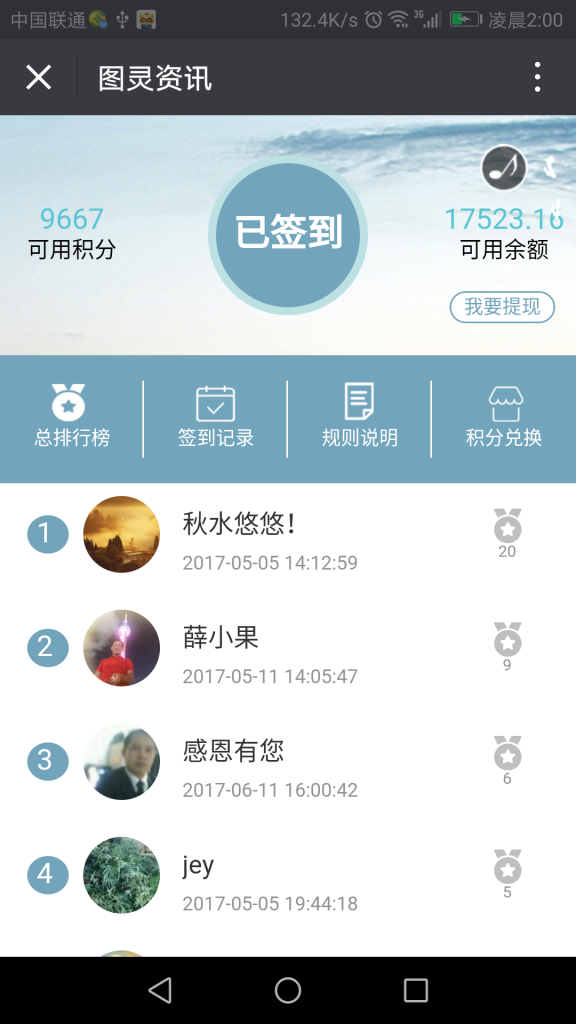 中国联通 132.4K/s 3G 凌晨2:00
图灵资讯
9667
可用积分
已签到
17523.16
可用余额
我要提现
总排行榜 签到记录 规则说明 积分兑换
1 秋水悠悠！ 20
2017-05-05 14:12:59
2 薛小果 9
2017-05-11 14:05:47
3 感恩有您 6
2017-06-11 16:00:42
4 jey 5
2017-05-05 19:44:18